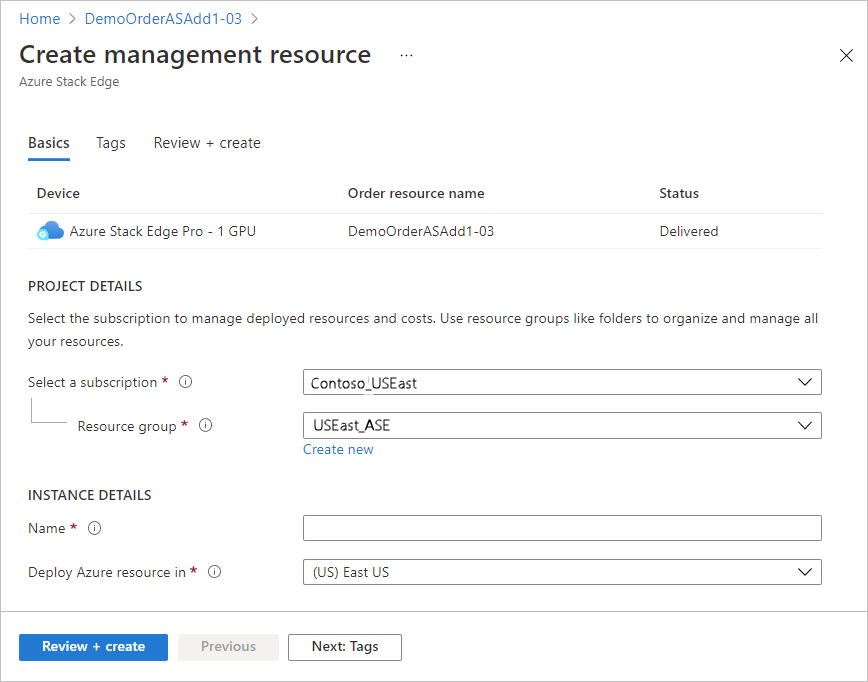 Home > DemoOrderASAdd1-03 >
Create management resource ...
Azure Stack Edge
Basics Tags Review + create
Device Order resource name Status
Azure Stack Edge Pro - 1 GPU DemoOrderASAdd1-03 Delivered
PROJECT DETAILS
Select the subscription to manage deployed resources and costs. Use resource groups like folders to organize and manage all
your resources.
Select a subscription * Contoso_USEast
Resource group * USEast_ASE
Create new
INSTANCE DETAILS
Name *
Deploy Azure resource in * (US) East US
Review + create Previous Next: Tags